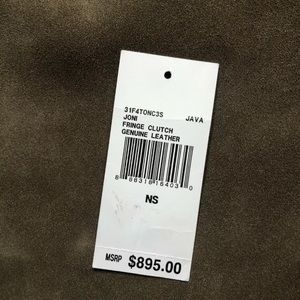 31F4TONC3S JAVA
JONI
FRINGE CLUTCH
GENUINE LEATHER
NS
MSRP $895.00